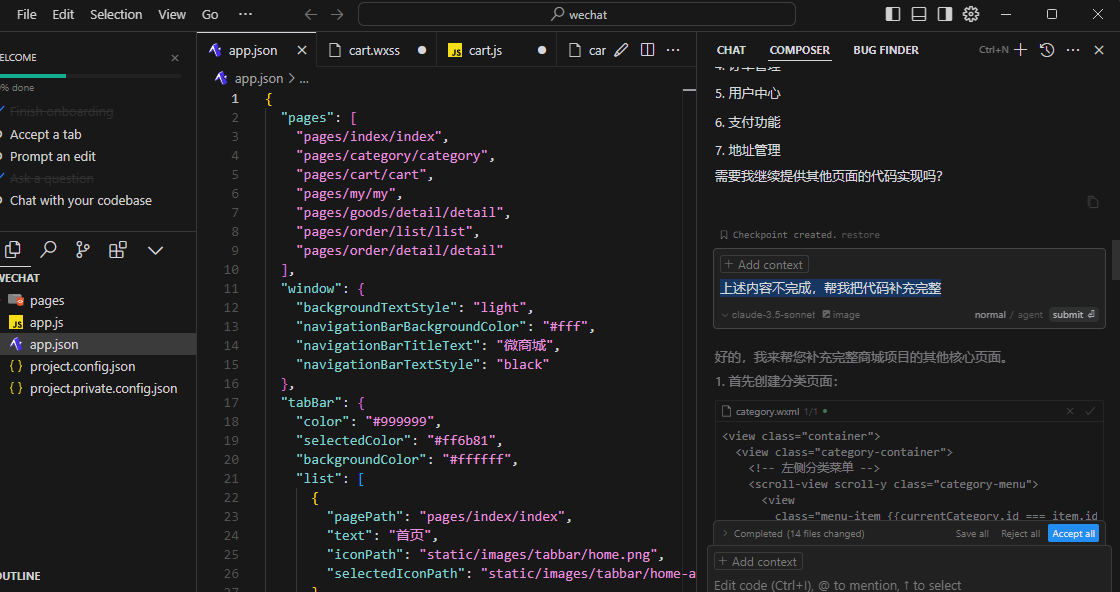 File Edit Selection View Go ···
wechat
ELCOME
% done
Finish onboarding
Accept a tab
Prompt an edit
Ask a question
Chat with your codebase
WECHAT
pages
app.js
app.json
project.config.json
project.private.config.json
OUTLINE
app.json
cart.wxss
cart.js
car
app.json > ...
1 {
2 "pages": [
3 "pages/index/index",
4 "pages/category/category",
5 "pages/cart/cart",
6 "pages/my/my",
7 "pages/goods/detail/detail",
8 "pages/order/list/list",
9 "pages/order/detail/detail"
10 ],
11 "window": {
12 "backgroundTextStyle": "light",
13 "navigationBarBackgroundColor": "#fff",
14 "navigationBarTitleText": "微商城",
15 "navigationBarTextStyle": "black"
16 },
17 "tabBar": {
18 "color": "#999999",
19 "selectedColor": "#ff6b81",
20 "backgroundColor": "#ffffff",
21 "list": [
22 {
23 "pagePath": "pages/index/index",
24 "text": "首页",
25 "iconPath": "static/images/tabbar/home.png",
26 "selectedIconPath": "static/images/tabbar/home-a
27 }
CHAT COMPOSER BUG FINDER Ctrl+N
4. 订单管理
5. 用户中心
6. 支付功能
7. 地址管理
需要我继续提供其他页面的代码实现吗?
Checkpoint created. restore
+ Add context
上述内容不完成，帮我把代码补充完整
claude-3.5-sonnet image normal / agent submit
好的，我来帮您补充完整商城项目的其他核心页面。
1. 首先创建分类页面：
category.wxml 1/1
<view class="container">
<view class="category-container">
<!-- 左侧分类菜单 -->
<scroll-view scroll-y class="category-menu">
<view
class="menu-item {{currentCategory.id === item.id
Completed (14 files changed) Save all Reject all Accept all
+ Add context
Edit code (Ctrl+I), @ to mention, ↑ to select